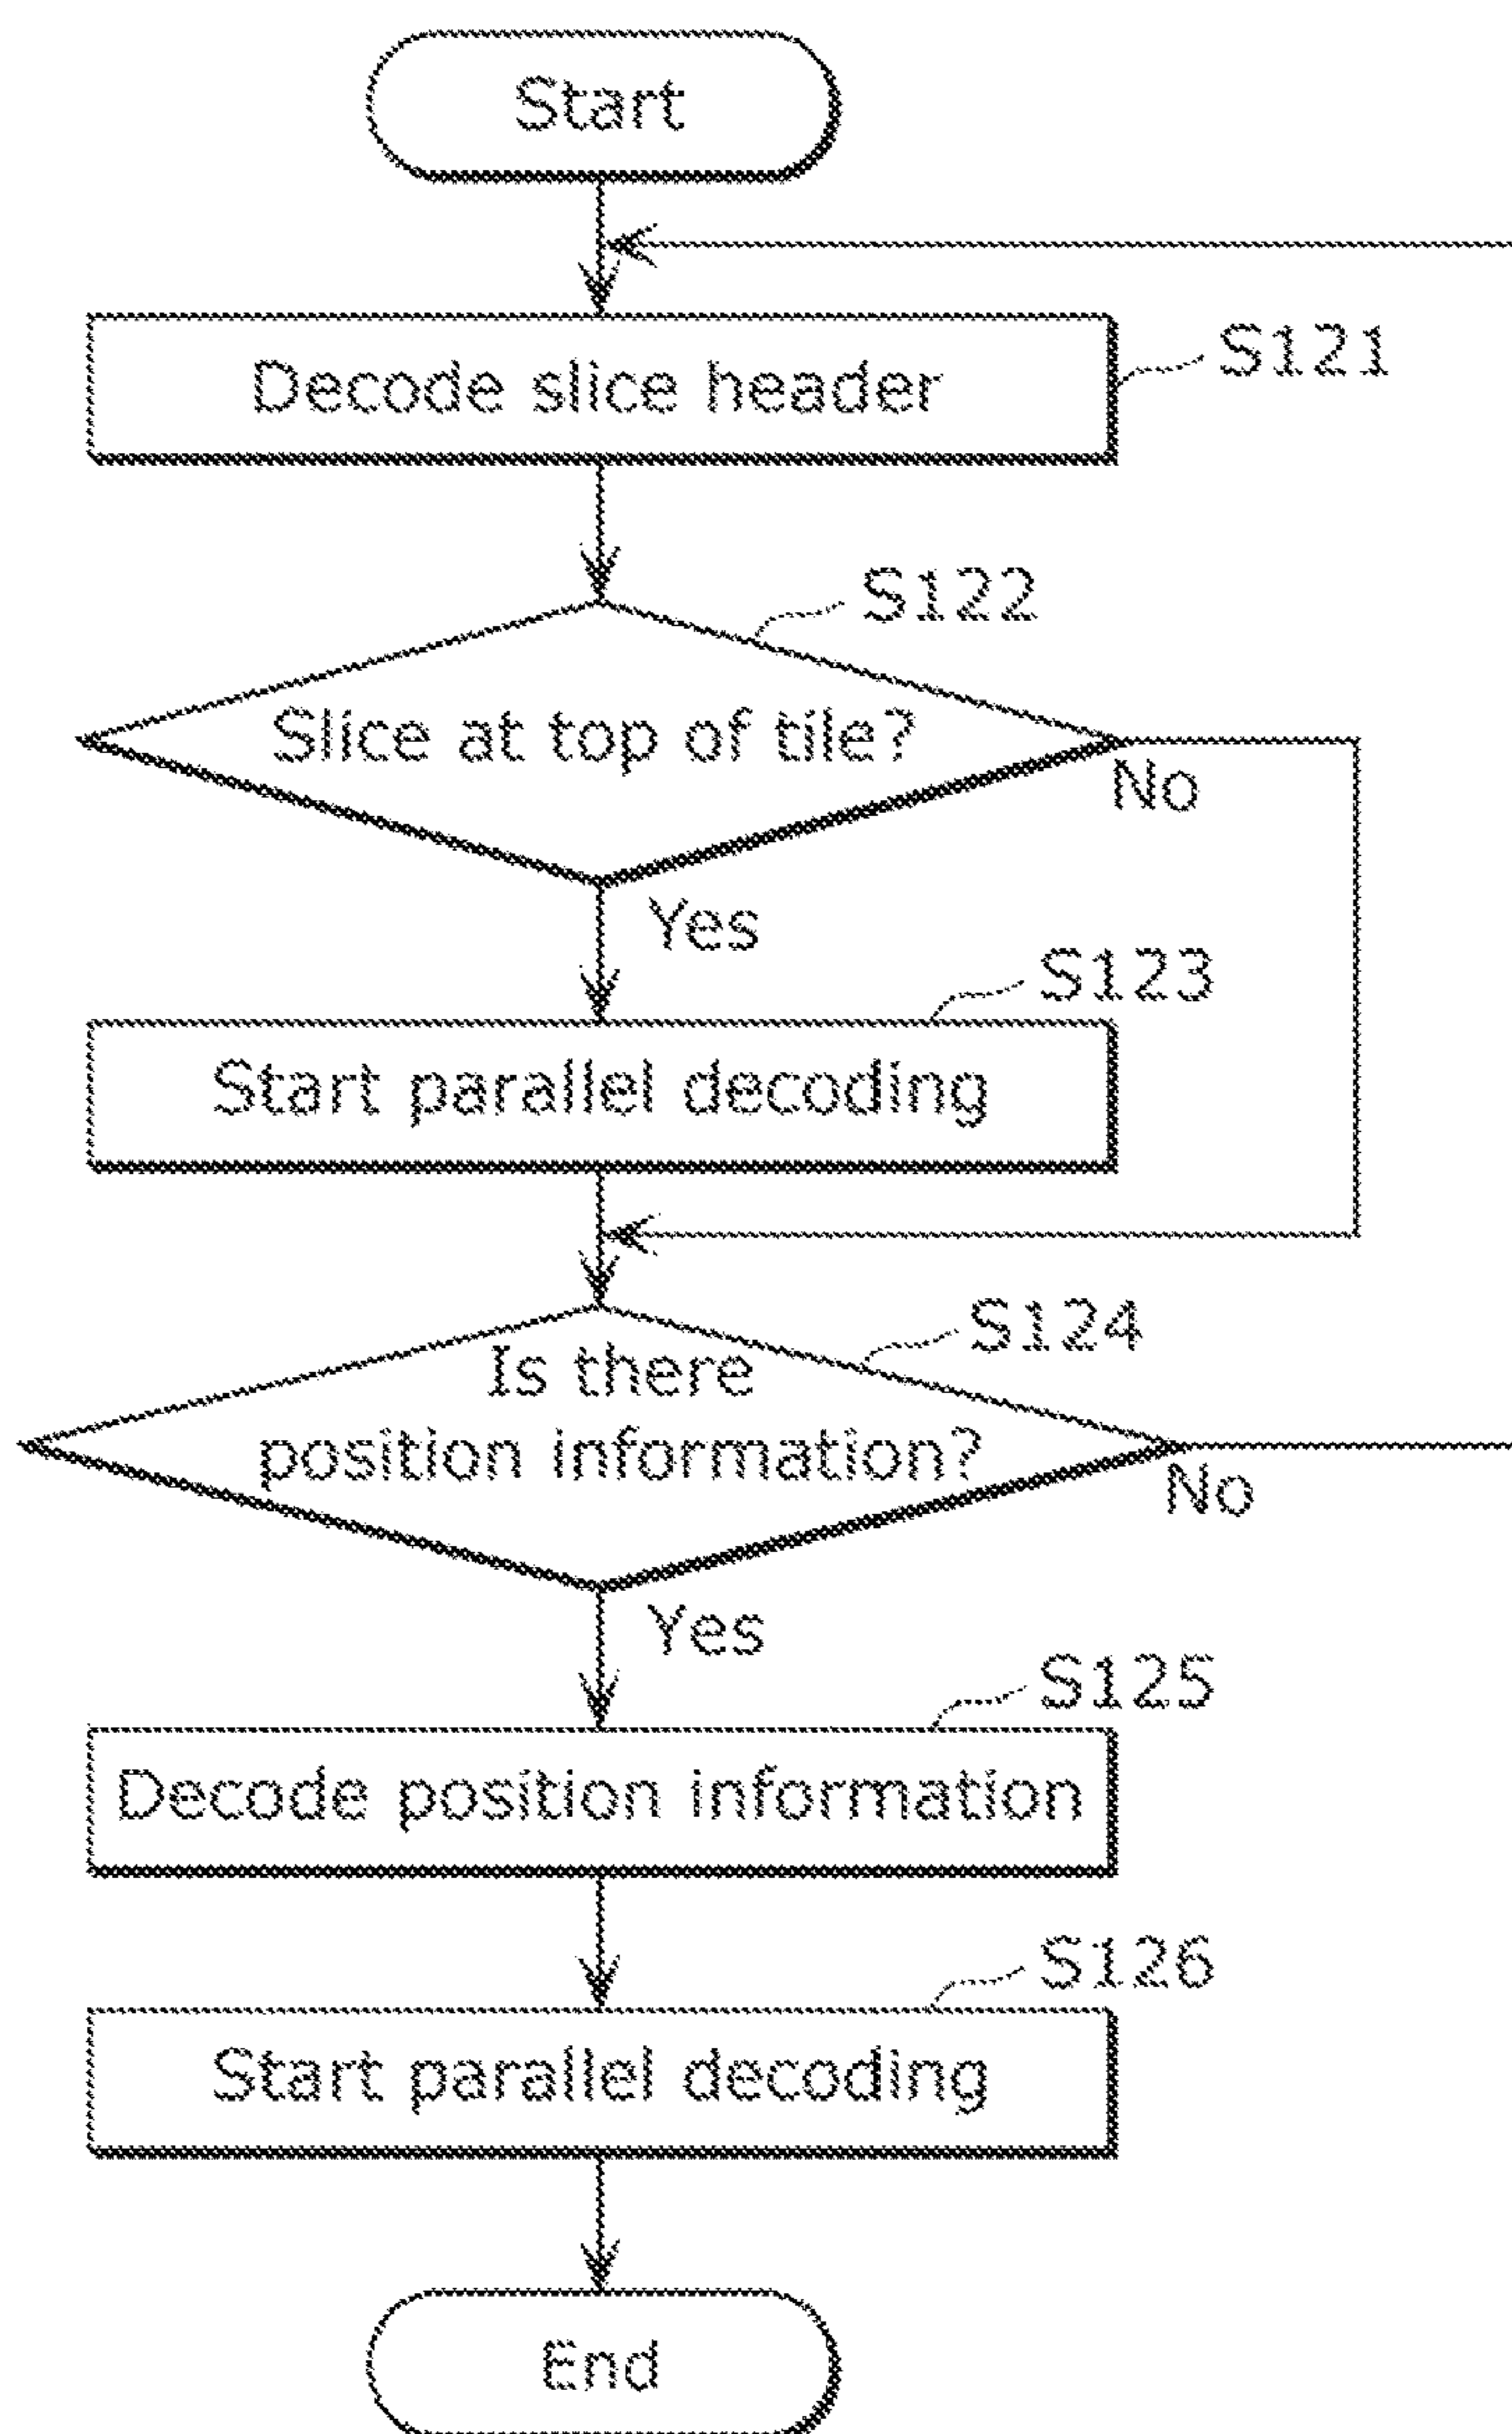 Start
Decode slice header
S121
S122
Slice at top of tile?
No
Yes
S123
Start parallel decoding
S124
Is there
position information?
No
Yes
S125
Decode position information
S126
Start parallel decoding
End